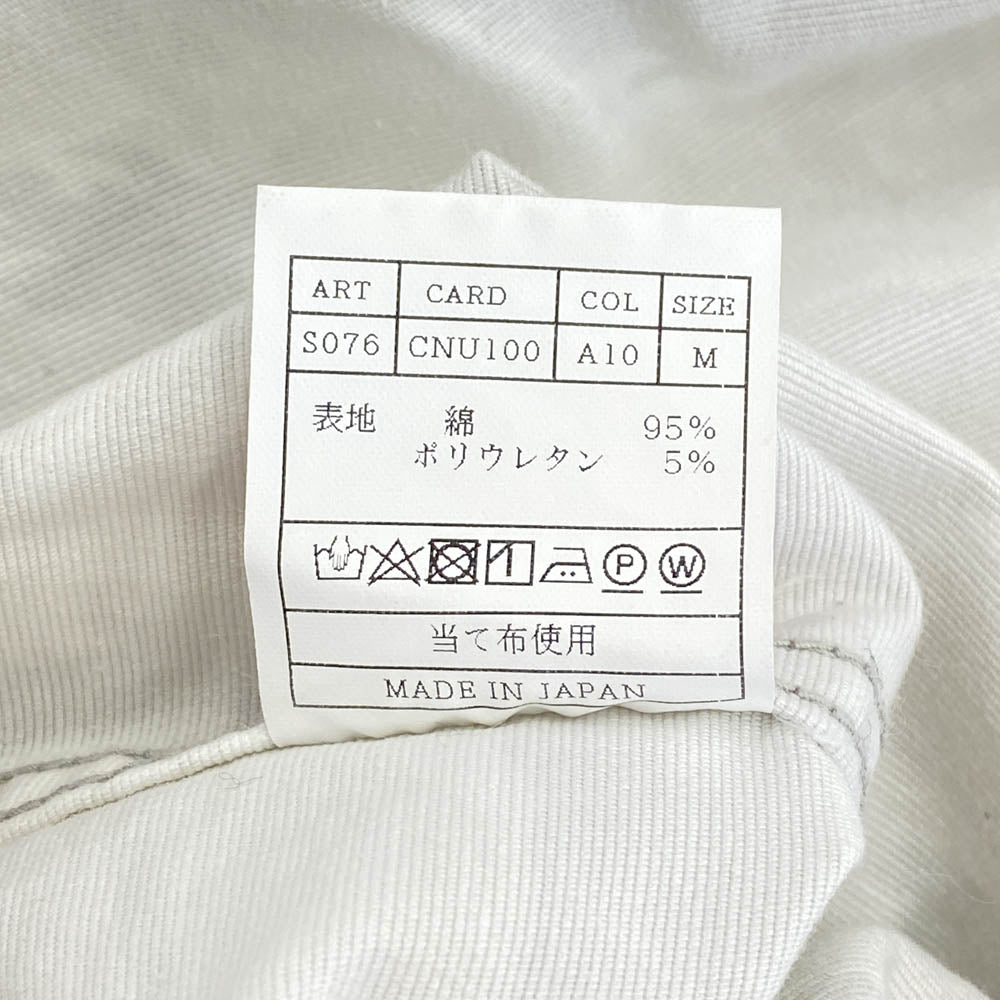 ART CARD COL SIZE
S076 CNU100 A10 M
表地 綿 95%
ポリウレタン 5%
P W
当て布使用
MADE IN JAPAN